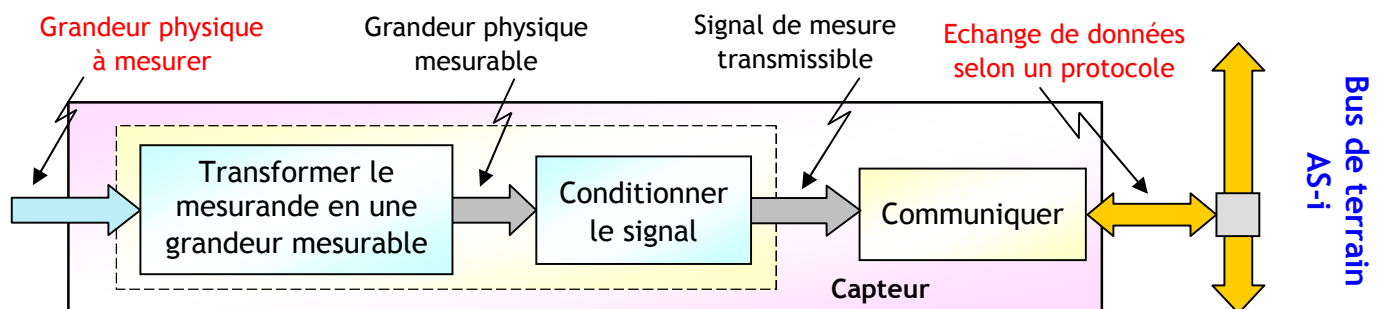 Grandeur physique
à mesurer
Grandeur physique
mesurable
Signal de mesure
transmissible
Echange de données
selon un protocole
Transformer le
mesurande en une
grandeur mesurable
Conditionner
le signal
Communiquer
Capteur
Bus de terrain
AS-i